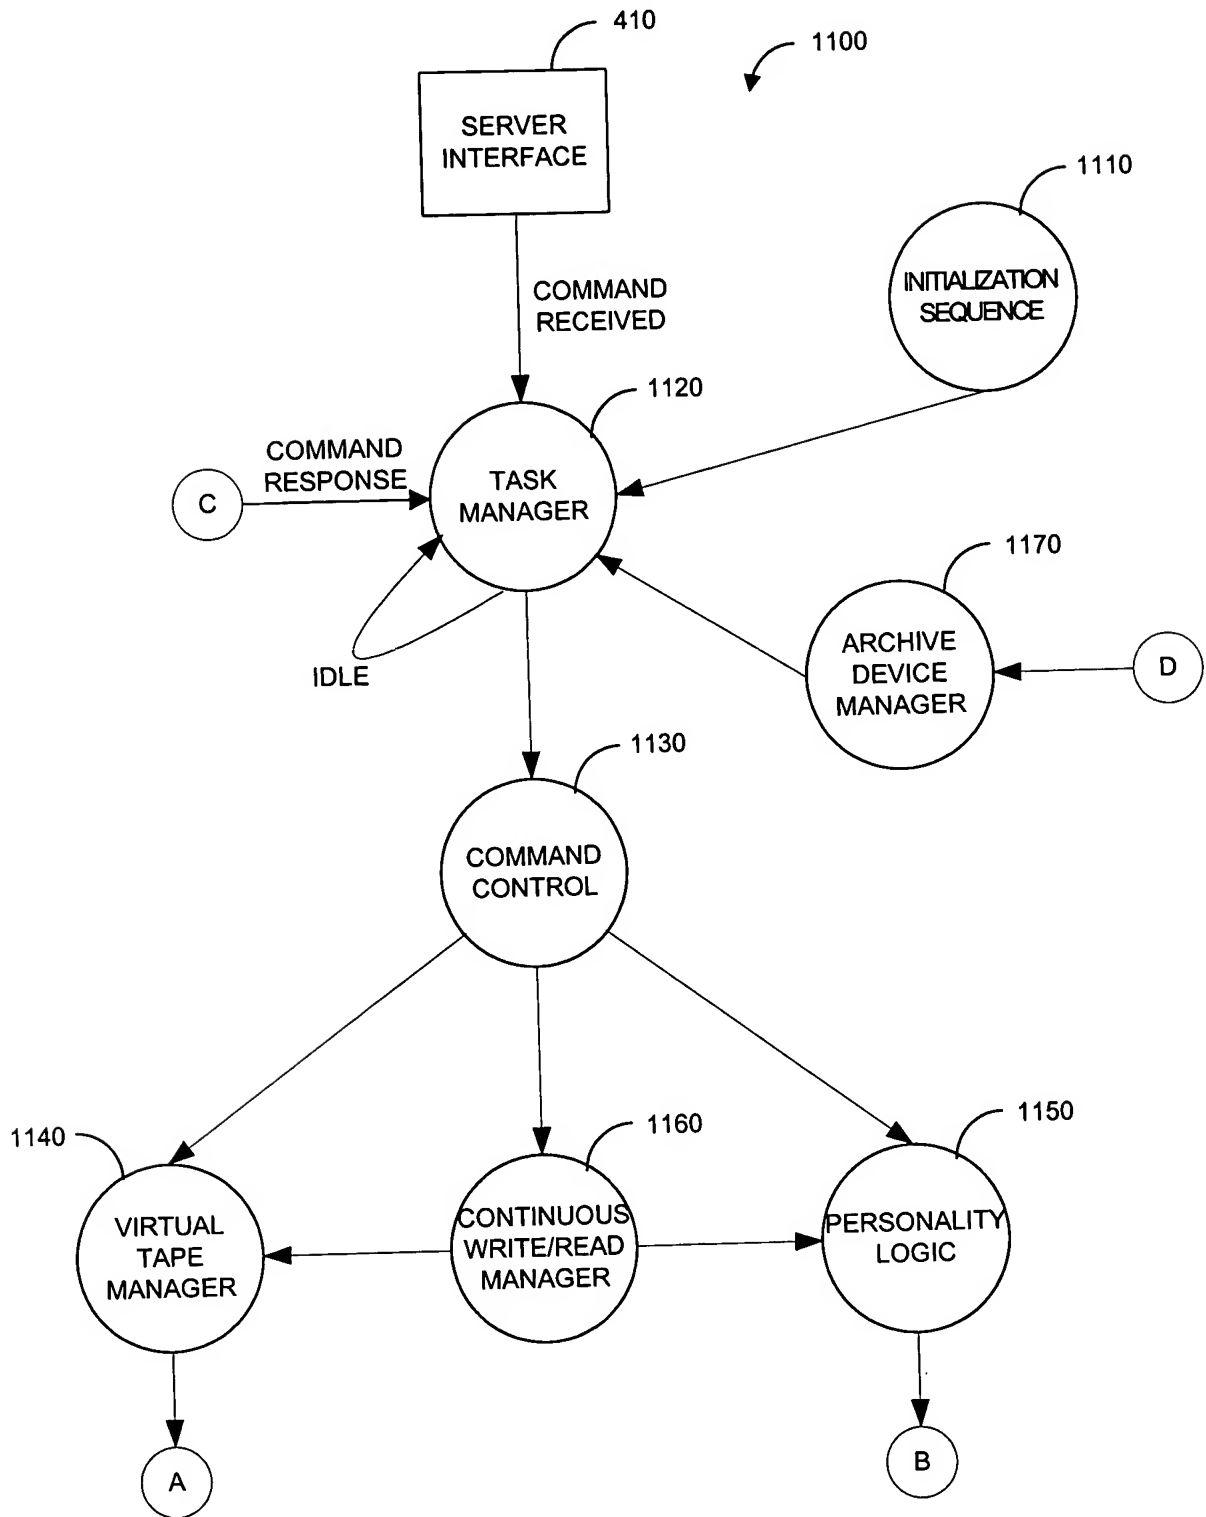 410
1100
SERVER
INTERFACE
1110
INITIALIZATION
SEQUENCE
COMMAND
RECEIVED
1120
COMMAND
RESPONSE
C
TASK
MANAGER
1170
ARCHIVE
DEVICE
MANAGER
D
IDLE
1130
COMMAND
CONTROL
1140
1160
1150
VIRTUAL
TAPE
MANAGER
CONTINUOUS
WRITE/READ
MANAGER
PERSONALITY
LOGIC
A
B